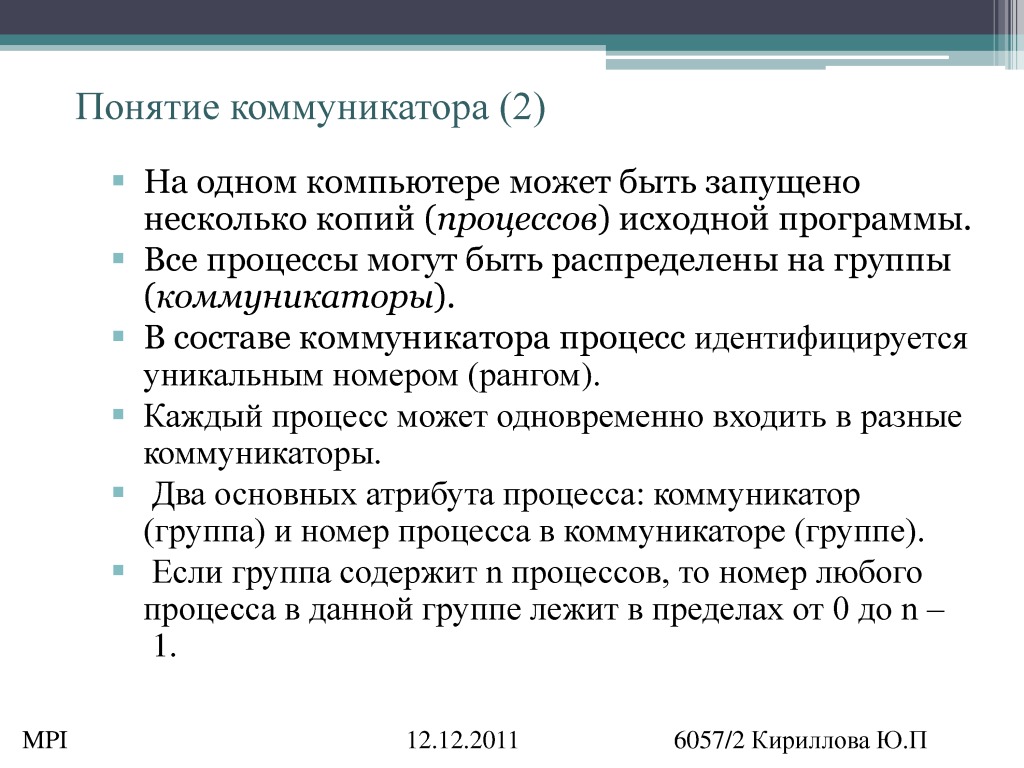 Понятие коммуникатора (2)
▪ На одном компьютере может быть запущено
несколько копий (процессов) исходной программы.
▪ Все процессы могут быть распределены на группы
(коммуникаторы).
▪ В составе коммуникатора процесс идентифицируется
уникальным номером (рангом).
▪ Каждый процесс может одновременно входить в разные
коммуникаторы.
▪ Два основных атрибута процесса: коммуникатор
(группа) и номер процесса в коммуникаторе (группе).
▪ Если группа содержит n процессов, то номер любого
процесса в данной группе лежит в пределах от 0 до n –
1.
MPI 12.12.2011 6057/2 Кириллова Ю.П